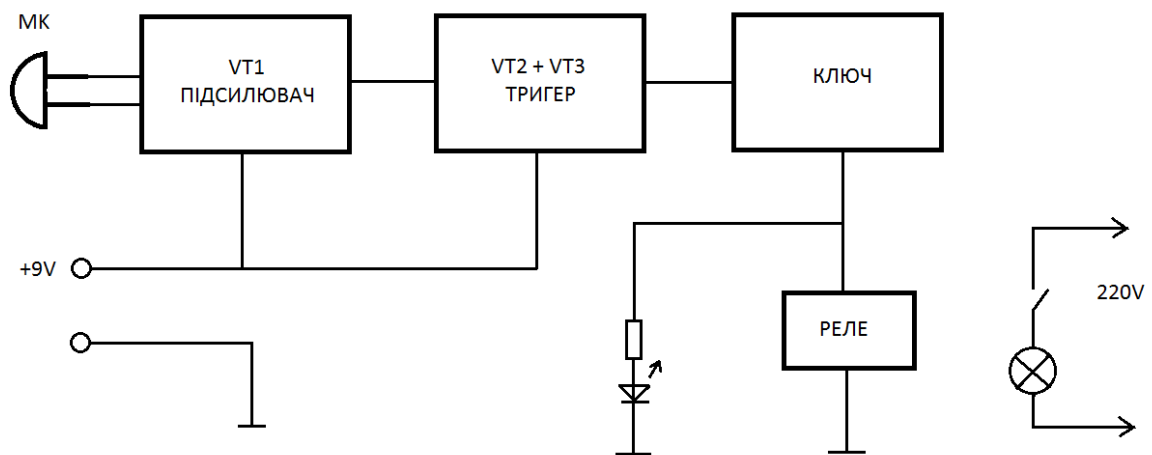 МК
VT1
ПІДСИЛЮВАЧ
VT2 + VT3
ТРИГЕР
КЛЮЧ
+9V
220V
РЕЛЕ